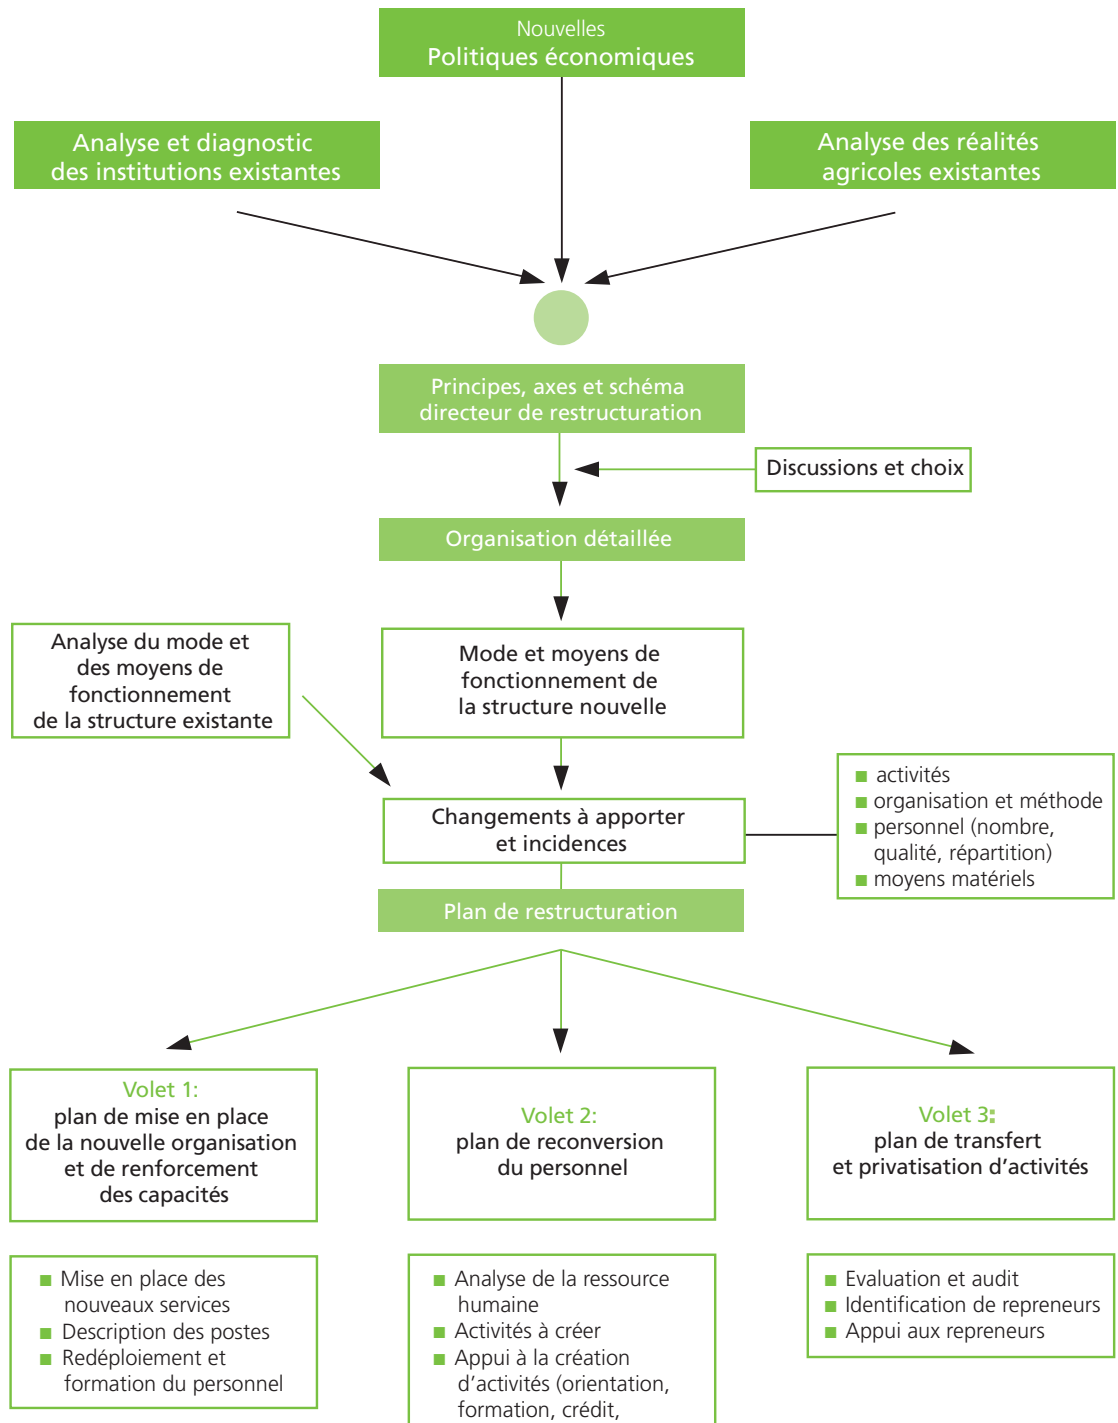 Nouvelles
Politiques économiques
Analyse et diagnostic
des institutions existantes
Analyse des réalités
agricoles existantes
Principes, axes et schéma
directeur de restructuration
Discussions et choix
Organisation détaillée
Analyse du mode et
des moyens de
fonctionnement
de la structure existante
Mode et moyens de
fonctionnement de
la structure nouvelle
Changements à apporter
et incidences
■ activités
■ organisation et méthode
■ personnel (nombre,
qualité, répartition)
■ moyens matériels
Plan de restructuration
Volet 1:
plan de mise en place
de la nouvelle organisation
et de renforcement
des capacités
Volet 2:
plan de reconversion
du personnel
Volet 3:
plan de transfert
et privatisation d’activités
■ Mise en place des
nouveaux services
■ Description des postes
■ Redéploiement et
formation du personnel
■ Analyse de la ressource
humaine
■ Activités à créer
■ Appui à la création
d’activités (orientation,
formation, crédit,
■ Evaluation et audit
■ Identification de repreneurs
■ Appui aux repreneurs